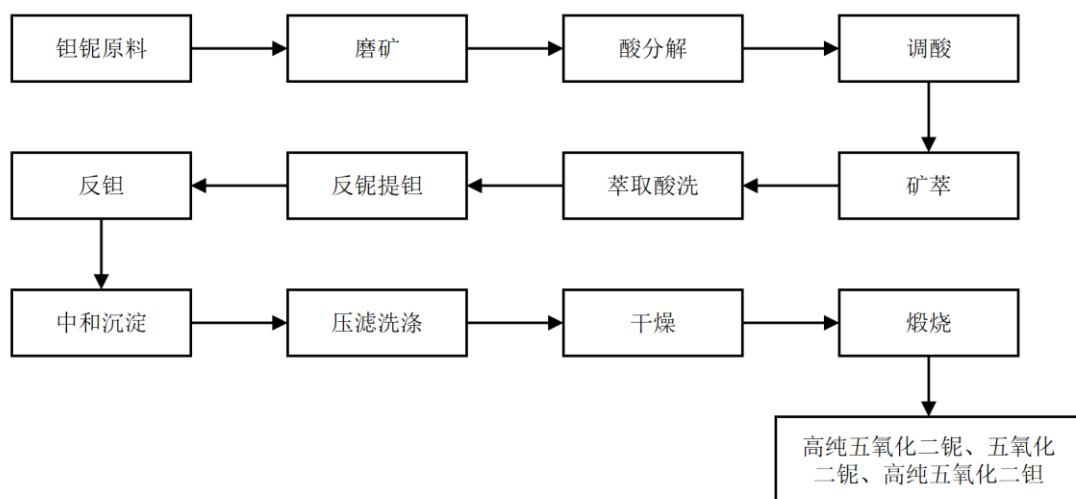 钽铌原料
磨矿
酸分解
调酸
矿萃
萃取酸洗
反铌提钽
反钽
中和沉淀
压滤洗涤
干燥
煅烧
高纯五氧化二铌、五氧化
二铌、高纯五氧化二钽